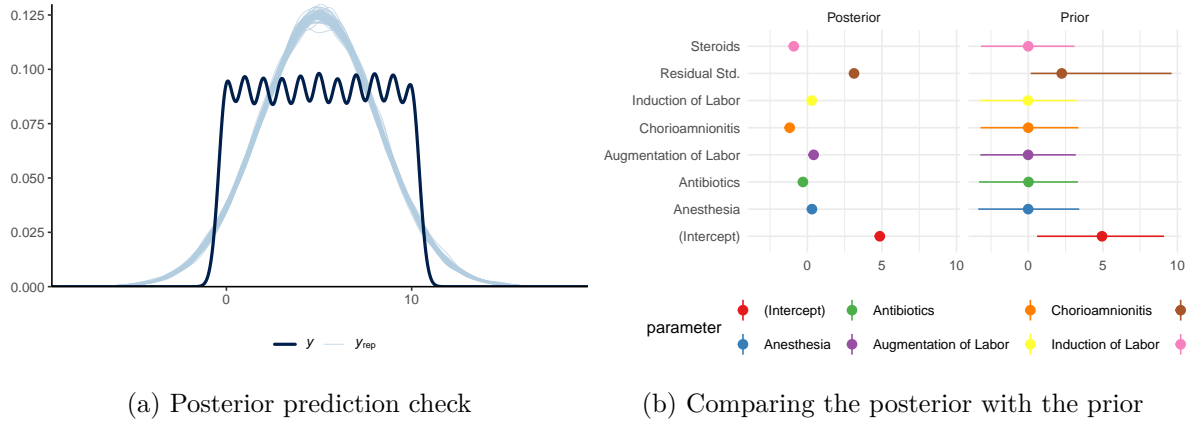 0.125
0.100
0.075
0.050
0.025
0.000
0 10
y y rep
Posterior Prior
Steroids
Residual Std.
Induction of Labor
Chorioamnionitis
Augmentation of Labor
Antibiotics
Anesthesia
(Intercept)
0 5 10 0 5 10
parameter
(Intercept) Antibiotics Chorioamnionitis
Anesthesia Augmentation of Labor Induction of Labor
(a) Posterior prediction check
(b) Comparing the posterior with the prior